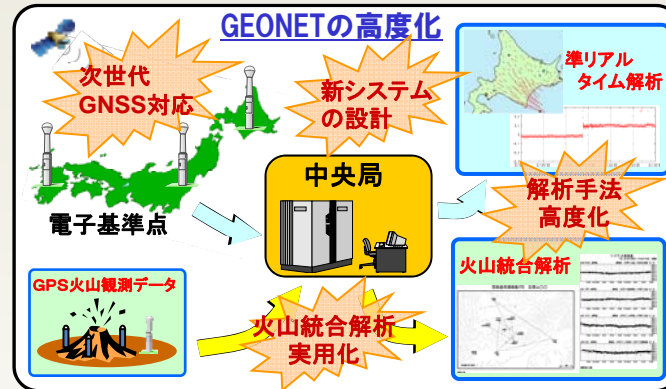 GEONETの高度化
次世代
GNSS対応
新システム
の設計
準リアル
タイム解析
電子基準点
中央局
解析手法
高度化
GPS火山観測データ
火山統合解析
実用化
火山統合解析